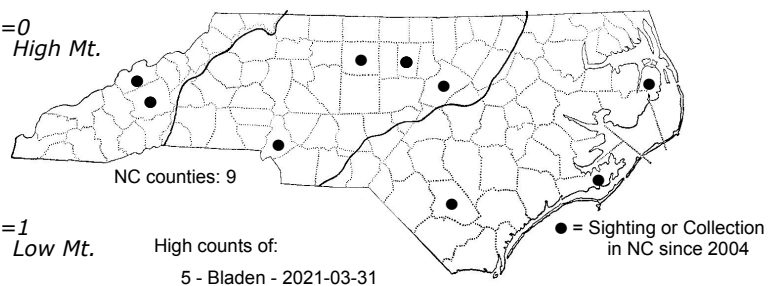 =0
High Mt.
NC counties: 9
=1
Low Mt.
High counts of:
5 - Bladen - 2021-03-31
● = Sighting or Collection
in NC since 2004